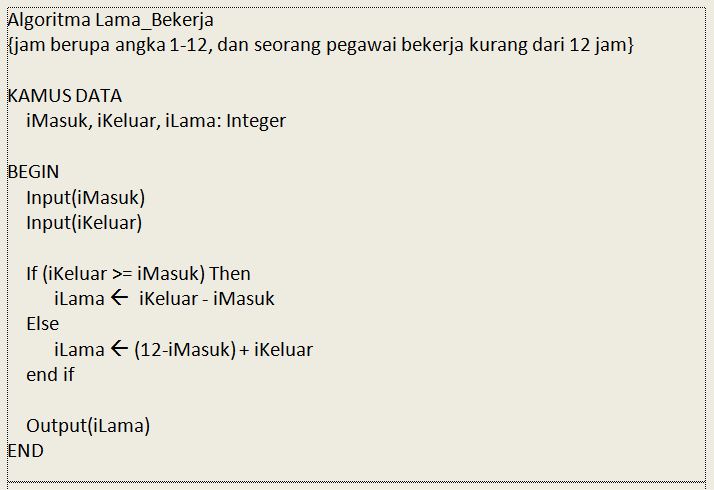 Algoritma Lama_Bekerja
{jam berupa angka 1-12, dan seorang pegawai bekerja kurang dari 12 jam}
KAMUS DATA
iMasuk, iKeluar, iLama: Integer
BEGIN
Input(iMasuk)
Input(iKeluar)
If (iKeluar >= iMasuk) Then
iLama ← iKeluar - iMasuk
Else
iLama ← (12-iMasuk) + iKeluar
end if
Output(iLama)
END